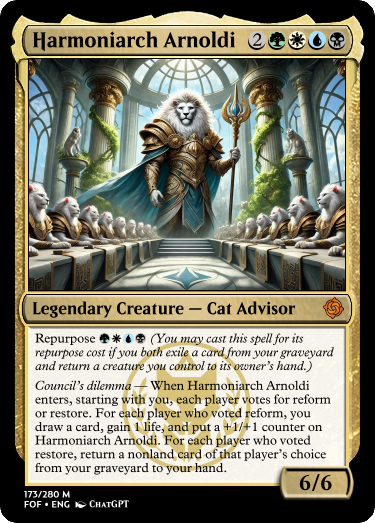 Harmoniarch Arnoldi 2
Legendary Creature — Cat Advisor
Repurpose (You may cast this spell for its
repurpose cost if you both exile a card from your graveyard
and return a creature you control to its owner's hand.)
Council's dilemma — When Harmoniarch Arnoldi
enters, starting with you, each player votes for reform
or restore. For each player who voted reform, you
draw a card, gain 1 life, and put a +1/+1 counter on
Harmoniarch Arnoldi. For each player who voted
restore, return a nonland card of that player's choice
from your graveyard to your hand.
6/6
173/280 M
FOF • ENG ChatGPT